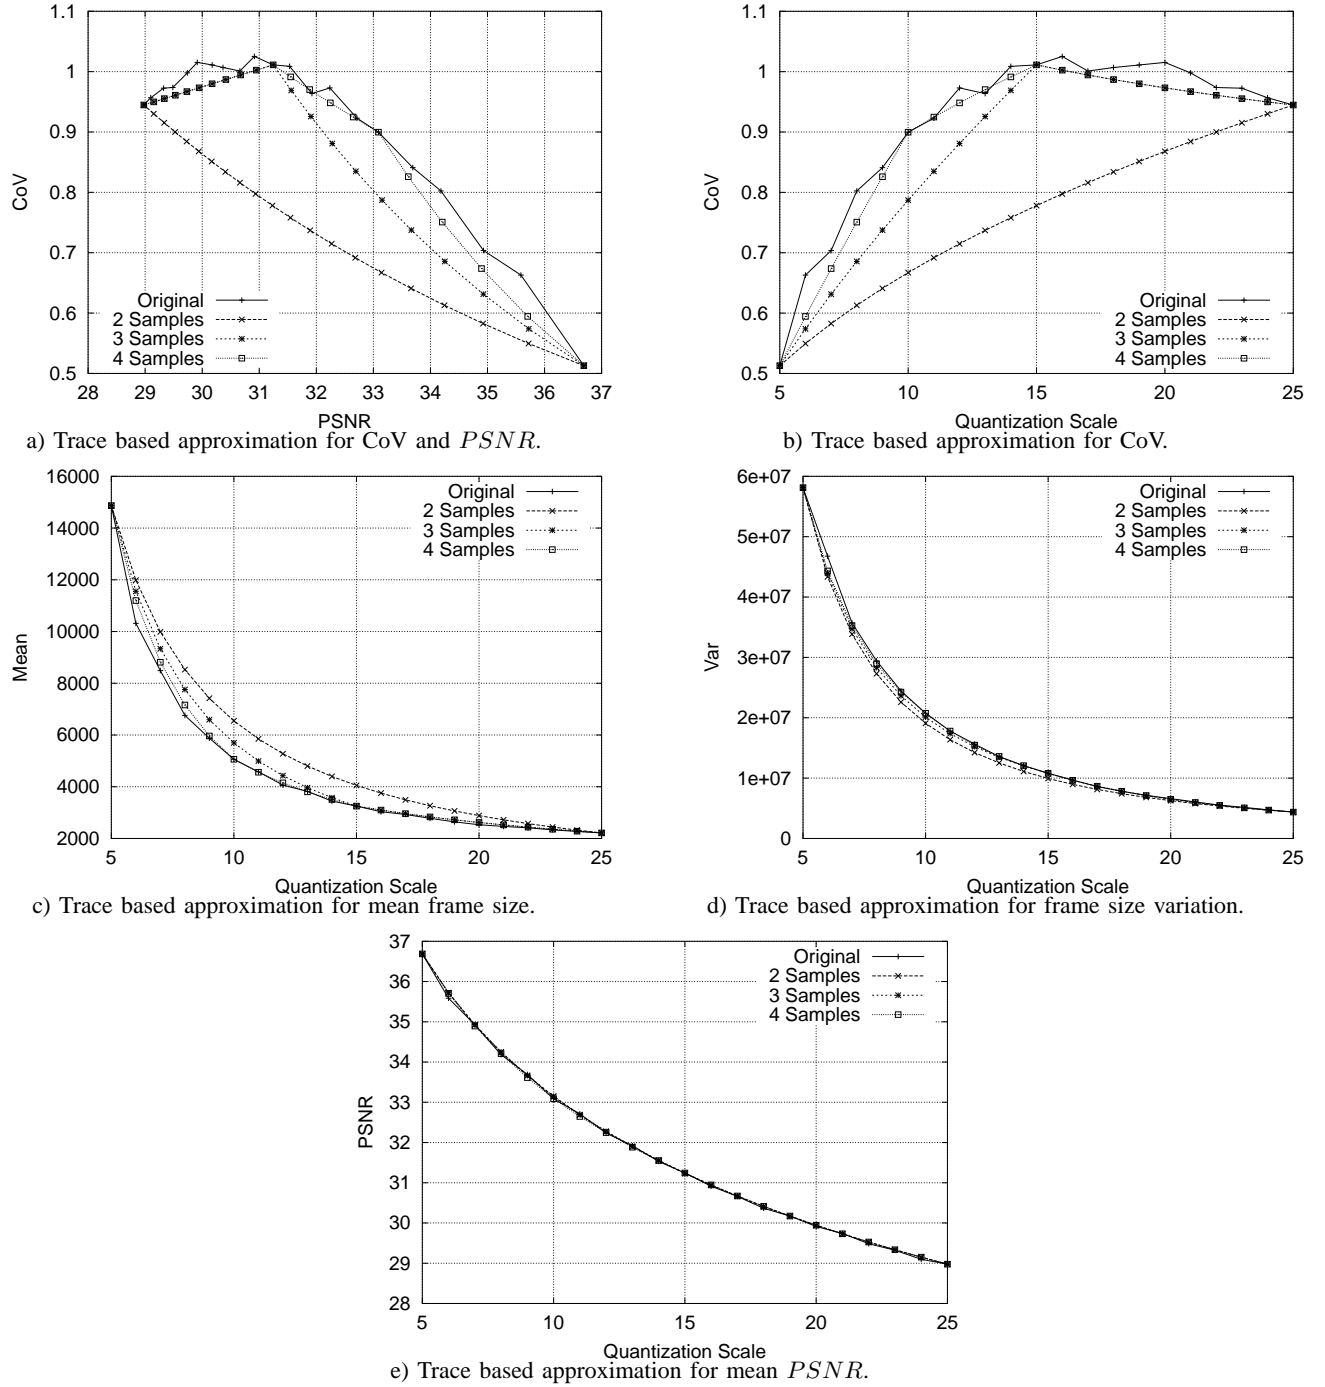 1.1
1
0.9
0.8
0.7
0.6
0.5
CoV
Original
2 Samples
3 Samples
4 Samples
28 29 30 31 32 33 34 35 36 37
PSNR
a) Trace based approximation for CoV and PSNR.
1.1
1
0.9
0.8
0.7
0.6
0.5
CoV
Original
2 Samples
3 Samples
4 Samples
5 10 15 20 25
Quantization Scale
b) Trace based approximation for CoV.
16000
14000
12000
10000
8000
6000
4000
2000
Mean
Original
2 Samples
3 Samples
4 Samples
5 10 15 20 25
Quantization Scale
c) Trace based approximation for mean frame size.
6e+07
5e+07
4e+07
3e+07
2e+07
1e+07
0
Var
Original
2 Samples
3 Samples
4 Samples
5 10 15 20 25
Quantization Scale
d) Trace based approximation for frame size variation.
37
36
35
34
33
32
31
30
29
28
PSNR
Original
2 Samples
3 Samples
4 Samples
5 10 15 20 25
Quantization Scale
e) Trace based approximation for mean PSNR.